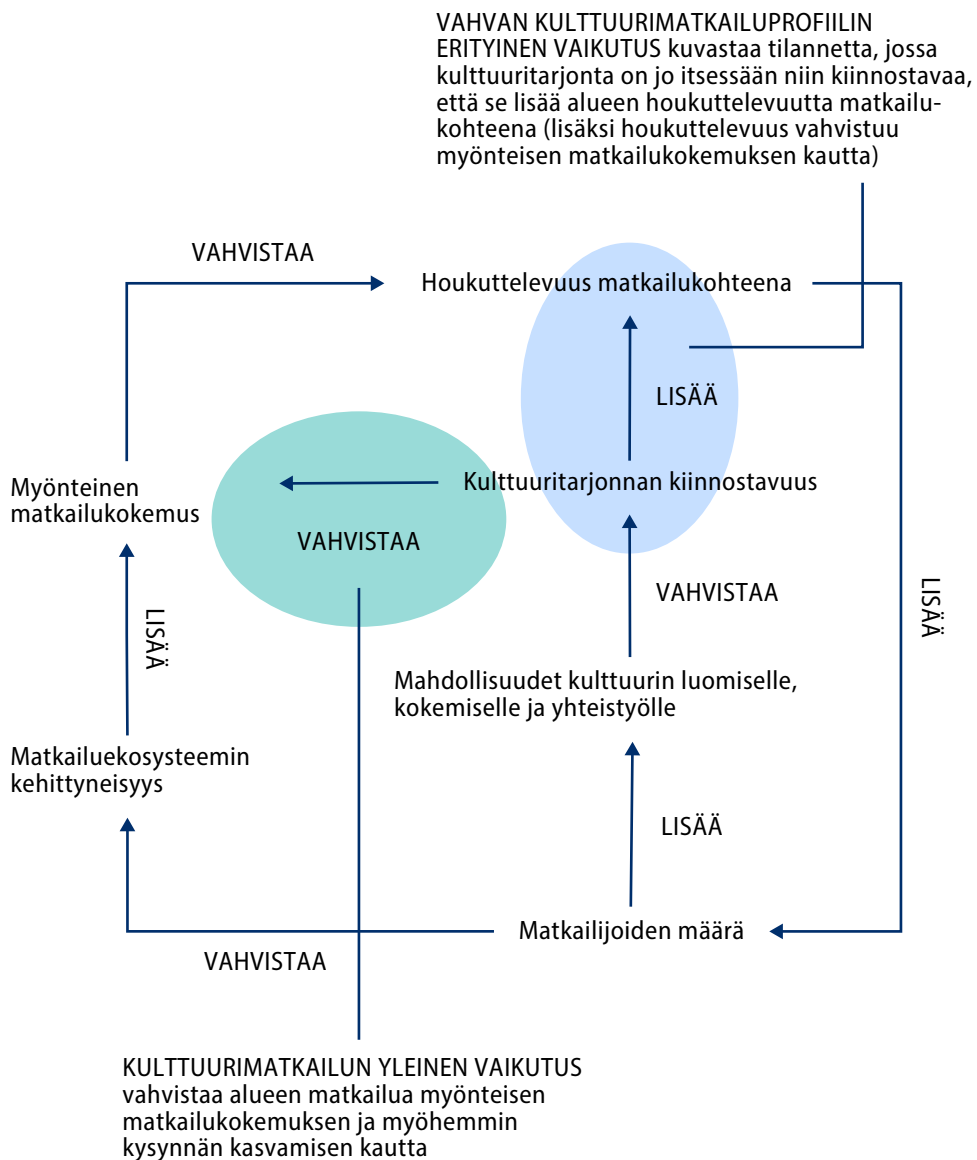 VAHVAN KULTTUURIMATKAILUPROFIILIN
ERITYINEN VAIKUTUS kuvastaa tilannetta, jossa
kulttuuritarjonta on jo itsessään niin kiinnostavaa,
että se lisää alueen houkuttelevuutta matkailu-
kohteena (lisäksi houkuttelevuus vahvistuu
myönteisen matkailukokemuksen kautta)
VAHVISTAA
Houkuttelevuus matkailukohteena
LISÄÄ
Myönteinen
matkailukokemus
Kulttuuritarjonnan kiinnostavuus
VAHVISTAA
VAHVISTAA
LISÄÄ
LISÄÄ
Mahdollisuudet kulttuurin luomiselle,
kokemiselle ja yhteistyölle
Matkailuekosysteemin
kehittyneisyys
LISÄÄ
Matkailijoiden määrä
VAHVISTAA
KULTTUURIMATKAILUN YLEINEN VAIKUTUS
vahvistaa alueen matkailua myönteisen
matkailukokemuksen ja myöhemmin
kysynnän kasvamisen kautta